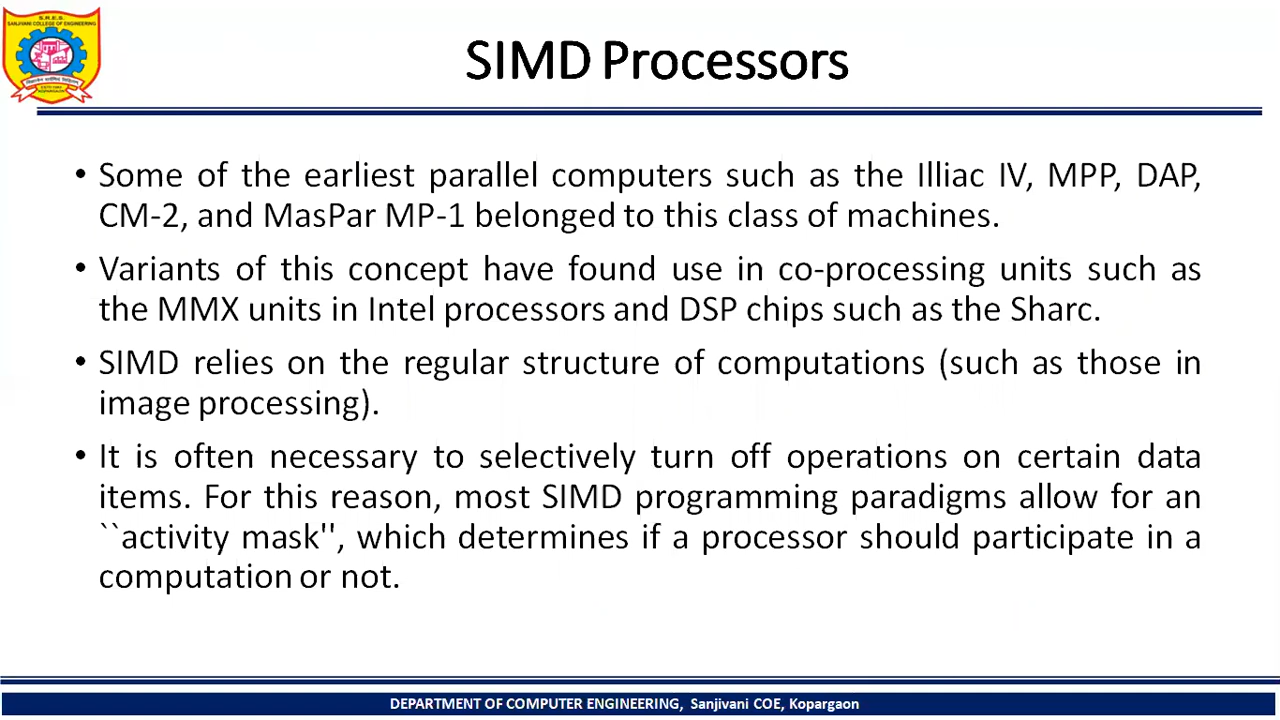 S.R.E.S.
SANJIVANI COLLEGE OF ENGINEERING
SIMD Processors
• Some of the earliest parallel computers such as the Illiac IV, MPP, DAP,
CM-2, and MasPar MP-1 belonged to this class of machines.
• Variants of this concept have found use in co-processing units such as
the MMX units in Intel processors and DSP chips such as the Sharc.
• SIMD relies on the regular structure of computations (such as those in
image processing).
• It is often necessary to selectively turn off operations on certain data
items. For this reason, most SIMD programming paradigms allow for an
``activity mask'', which determines if a processor should participate in a
computation or not.
DEPARTMENT OF COMPUTER ENGINEERING, Sanjivani COE, Kopargaon